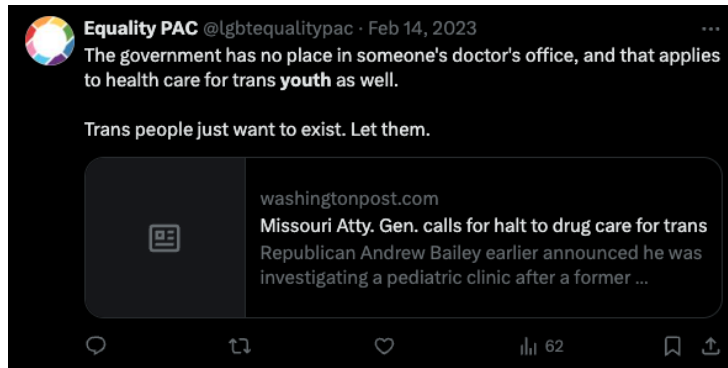 Equality PAC @lgbtequalitypac · Feb 14, 2023
The government has no place in someone's doctor's office, and that applies
to health care for trans youth as well.
Trans people just want to exist. Let them.
washingtonpost.com
Missouri Atty. Gen. calls for halt to drug care for trans
Republican Andrew Bailey earlier announced he was
investigating a pediatric clinic after a former ...
62